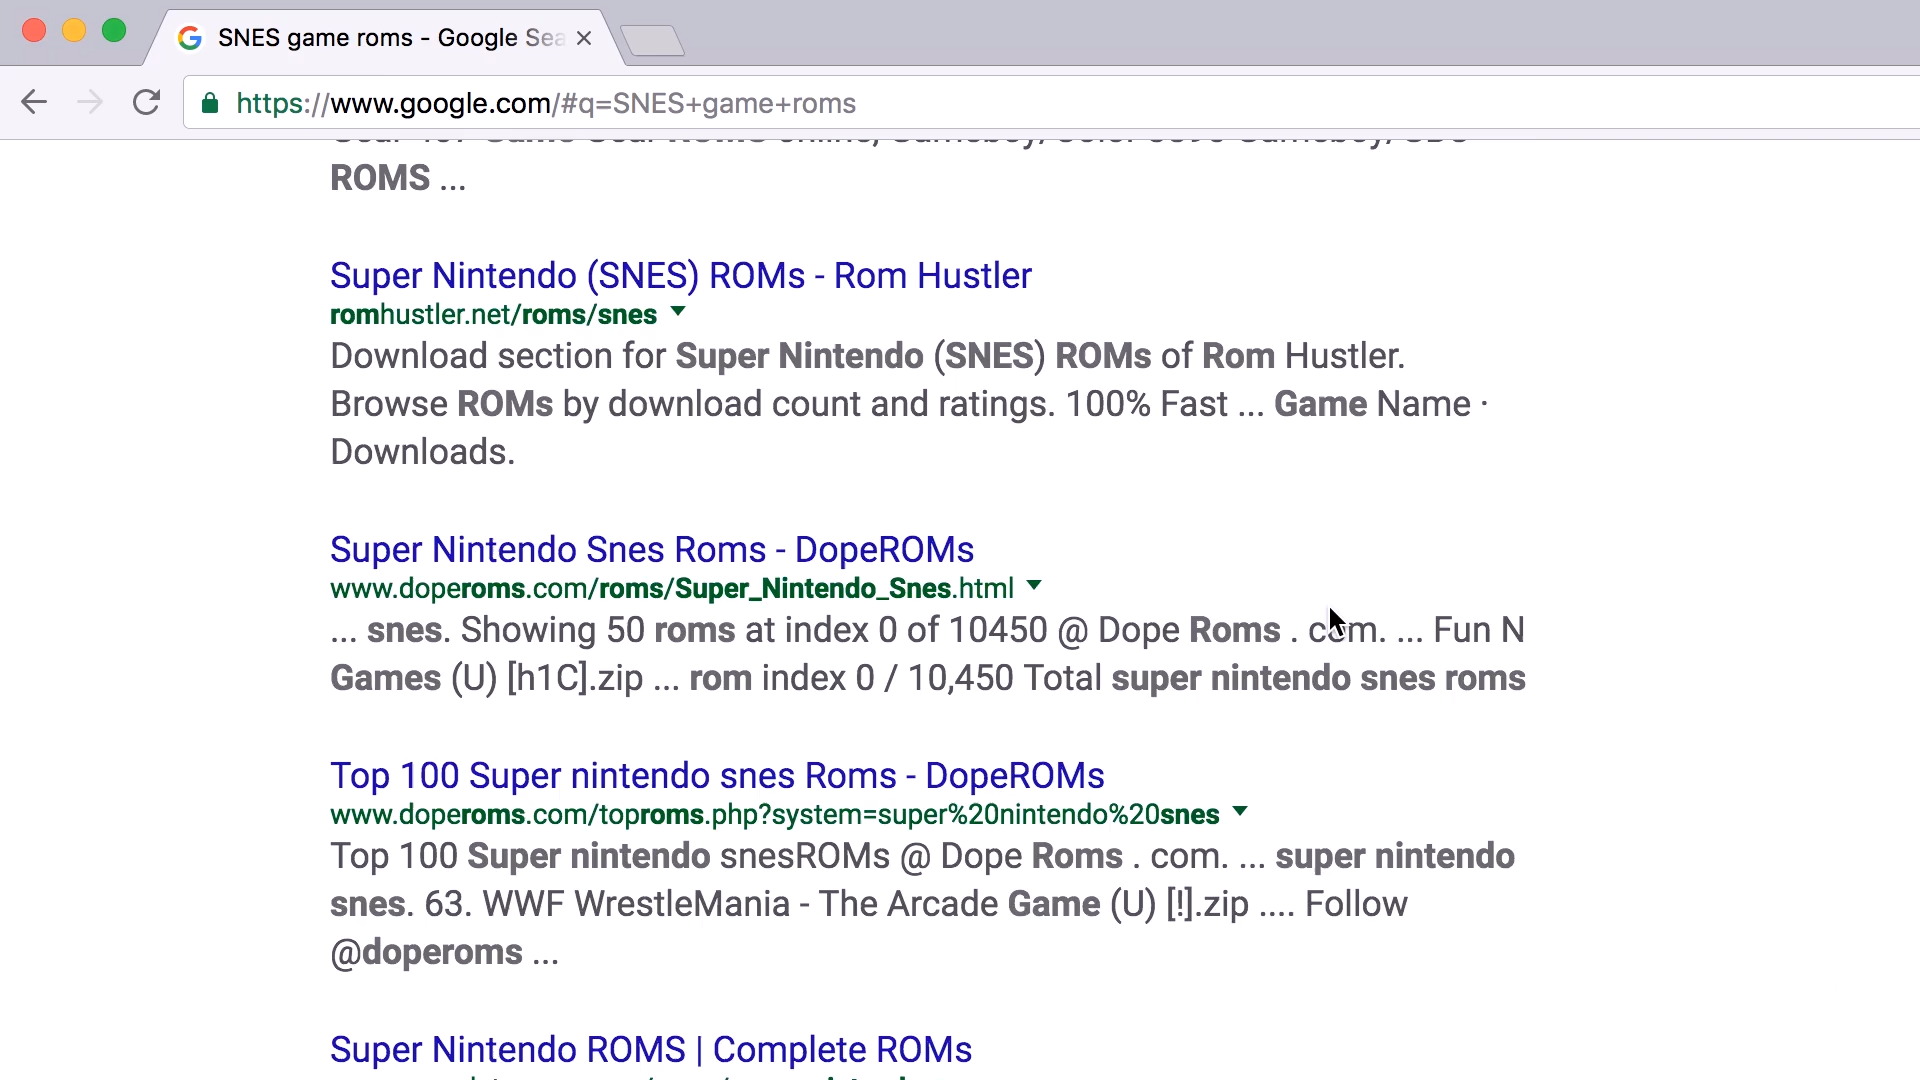 SNES game roms - Google Sea
https://www.google.com/#q=SNES+game+roms
ROMS ...
Super Nintendo (SNES) ROMs - Rom Hustler
romhustler.net/roms/snes
Download section for Super Nintendo (SNES) ROMs of Rom Hustler.
Browse ROMs by download count and ratings. 100% Fast ... Game Name ·
Downloads.
Super Nintendo Snes Roms - DopeROMs
www.doperoms.com/roms/Super_Nintendo_Snes.html
... snes. Showing 50 roms at index 0 of 10450 @ Dope Roms . com. ... Fun N
Games (U) [h1C].zip ... rom index 0 / 10,450 Total super nintendo snes roms
Top 100 Super nintendo snes Roms - DopeROMs
www.doperoms.com/toproms.php?system=super%20nintendo%20snes
Top 100 Super nintendo snesROMs @ Dope Roms . com. ... super nintendo
snes. 63. WWF WrestleMania - The Arcade Game (U) [!].zip .... Follow
@doperoms ...
Super Nintendo ROMS | Complete ROMs